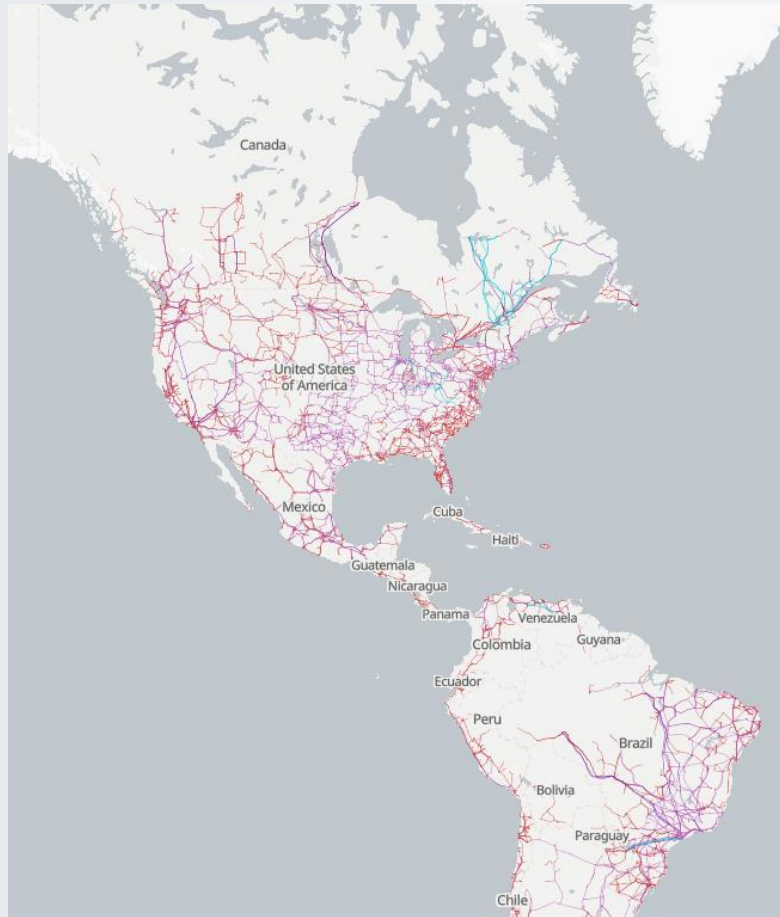 Canada
United States
of America
Mexico
Cuba
Haiti
Guatemala
Nicaragua
Panama
Venezuela
Guyana
Colombia
Ecuador
Peru
Brazil
Bolivia
Paraguay
Chile